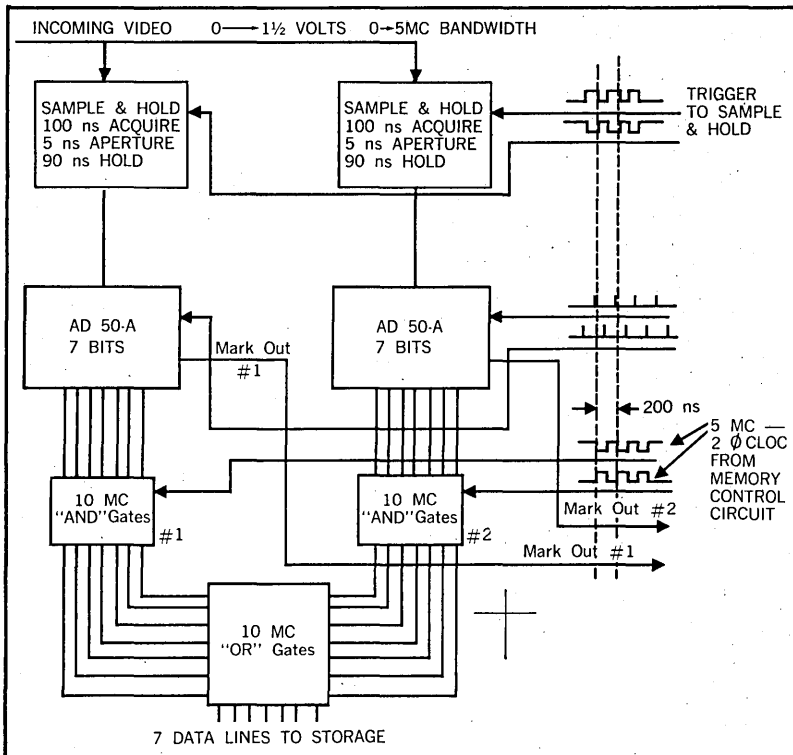 INCOMING VIDEO 0→1½ VOLTS 0→5MC BANDWIDTH
SAMPLE & HOLD
100 ns ACQUIRE
5 ns APERTURE
90 ns HOLD
SAMPLE & HOLD
100 ns ACQUIRE
5 ns APERTURE
90 ns HOLD
TRIGGER
TO SAMPLE
& HOLD
AD 50-A
7 BITS
Mark Out
#1
AD 50-A
7 BITS
200 ns
5 MC —
2 Ø CLOC
FROM
MEMORY
CONTROL
CIRCUIT
10 MC
"AND"Gates
#1
10 MC
"AND"Gates
#2
Mark Out #2
Mark Out #1
10 MC
"OR" Gates
7 DATA LINES TO STORAGE